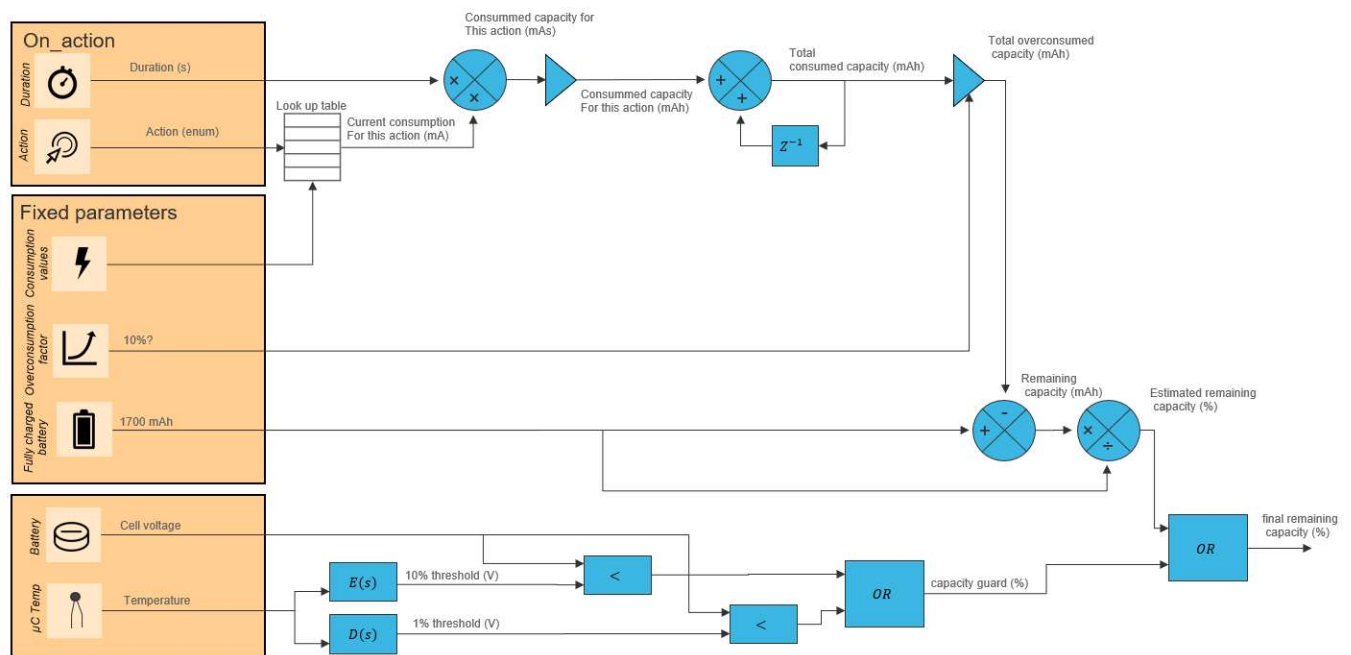 On_action
Duration
Duration (s)
Action
Action (enum)
Look up table
Current consumption
For this action (mA)
Consummed capacity for
This action (mAs)
×
×
Consummed capacity
For this action (mAh)
+
+
Total
consumed capacity (mAh)
Z⁻¹
Total overconsumed
capacity (mAh)
Fixed parameters
Consumption
values
Overconsumption
factor
10%?
Fully charged
battery
1700 mAh
Remaining
capacity (mAh)
-
+
Estimated remaining
capacity (%)
×
÷
Battery
Cell voltage
µC Temp
Temperature
E(s)
10% threshold (V)
<
D(s)
1% threshold (V)
<
OR
capacity guard (%)
OR
final remaining
capacity (%)